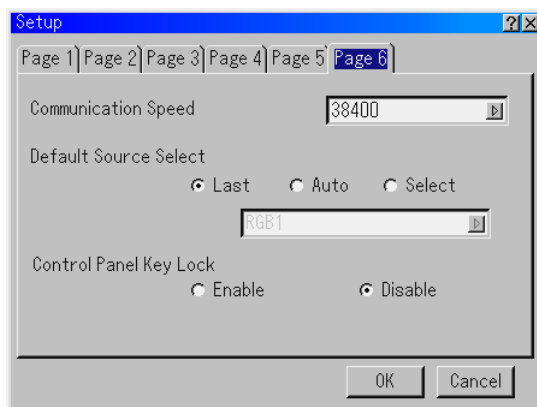 Setup
Page 1 Page 2 Page 3 Page 4 Page 5 Page 6
Communication Speed 38400
Default Source Select
Last Auto Select
RGB1
Control Panel Key Lock
Enable Disable
OK Cancel